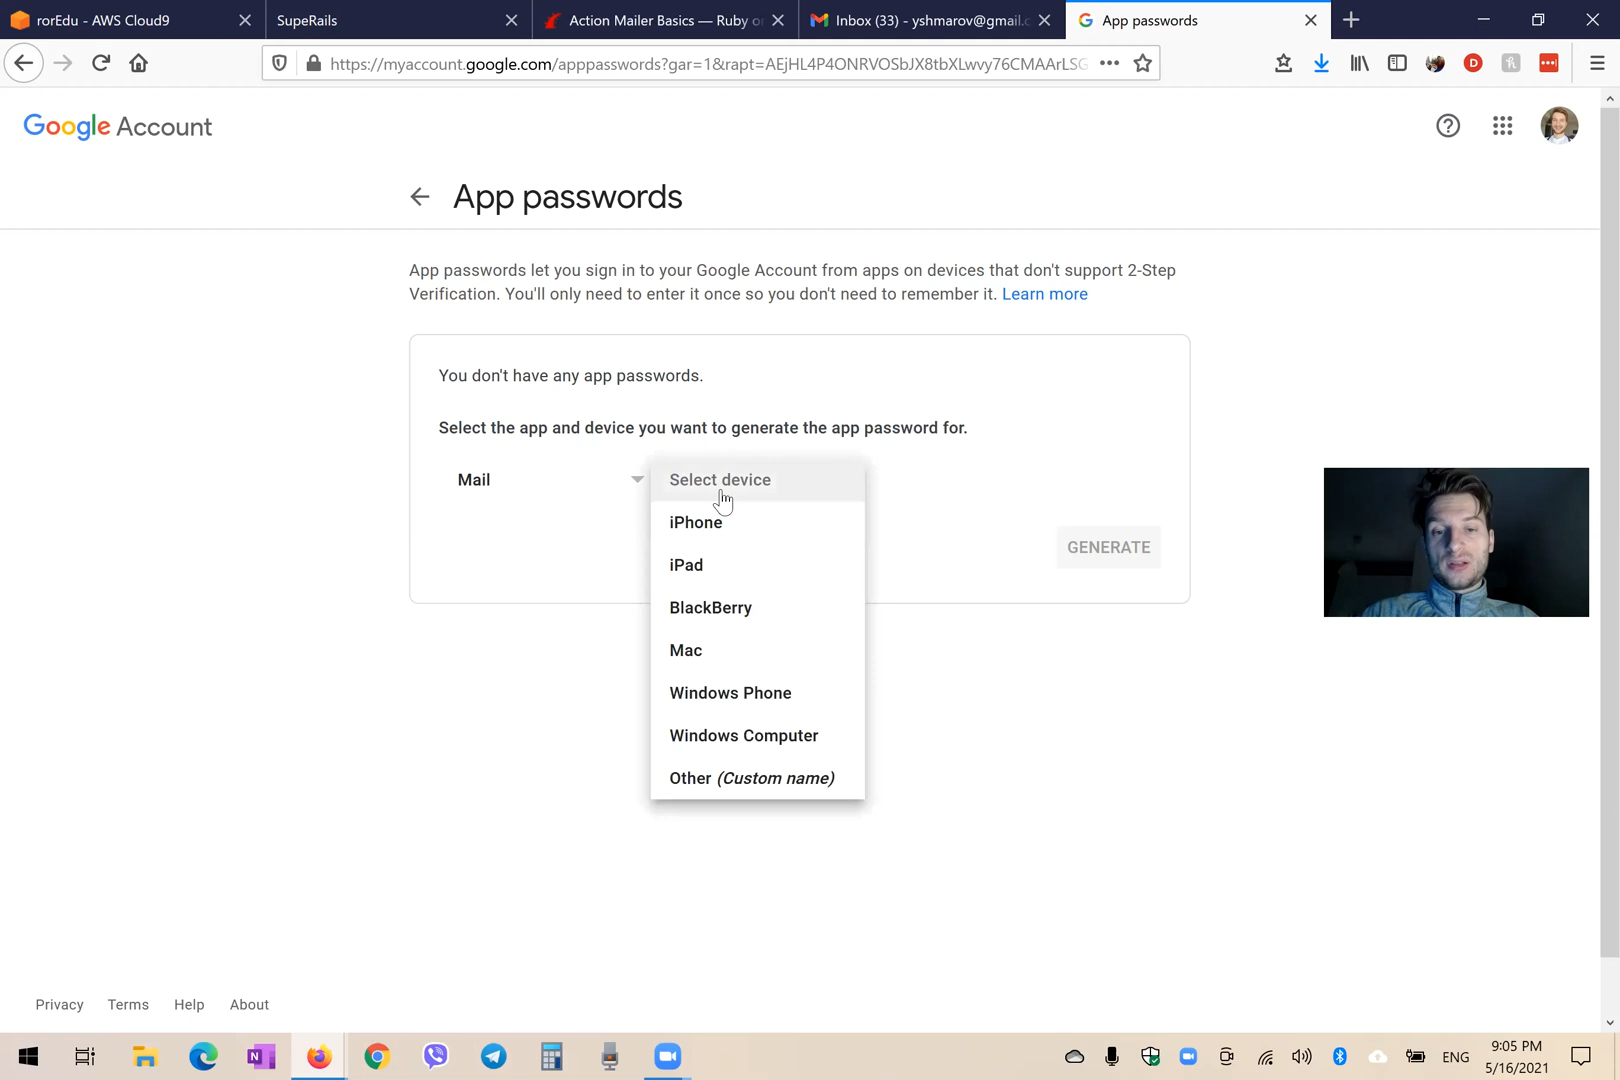 rorEdu - AWS Cloud9
SupeRails
Action Mailer Basics — Ruby o
Inbox (33) - yshmarov@gmail.c
App passwords
https://myaccount.google.com/apppasswords?gar=1&rapt=AEjHL4P4ONRVOSbJX8tbXLwvy76CMAArLSG
Google Account
App passwords
App passwords let you sign in to your Google Account from apps on devices that don't support 2-Step
Verification. You'll only need to enter it once so you don't need to remember it. Learn more
You don't have any app passwords.
Select the app and device you want to generate the app password for.
Mail
Select device
iPhone
iPad
BlackBerry
Mac
Windows Phone
Windows Computer
Other (Custom name)
GENERATE
Privacy Terms Help About
ENG
9:05 PM
5/16/2021